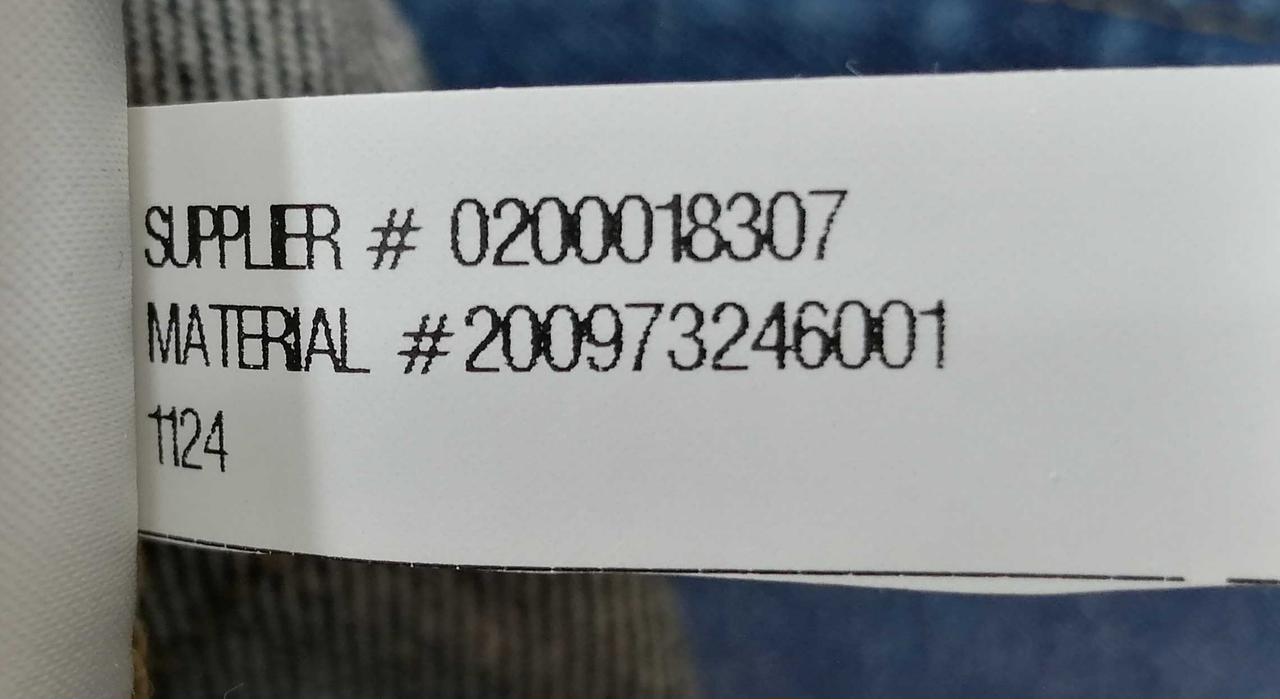 SUPPLIER # 0200018307
MATERIAL #200973246001
1124